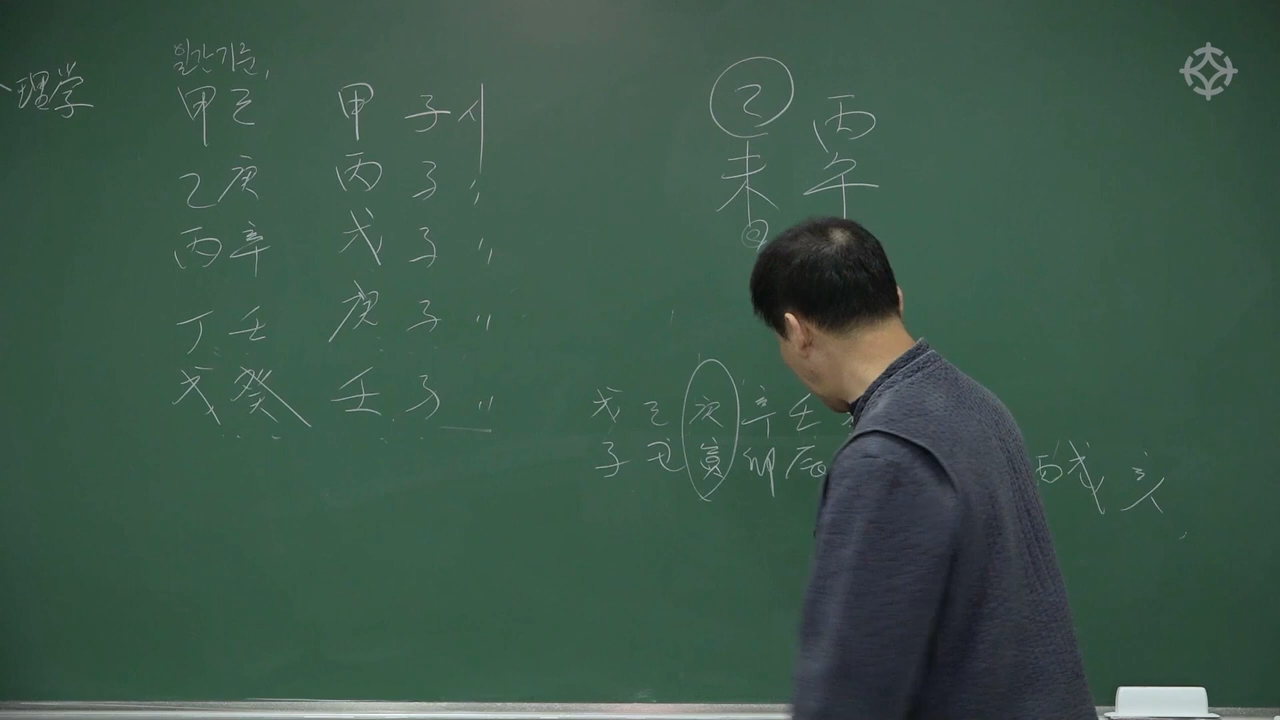 理学
일간기준,
甲己 甲 子시
乙庚 丙 子 〃
丙辛 戊 子 〃
丁壬 庚 子 〃
戊癸 壬 子 〃
己 丙
未 午
戊 己 庚 辛 壬
子 丑 寅 卯 辰 酉 戌 亥